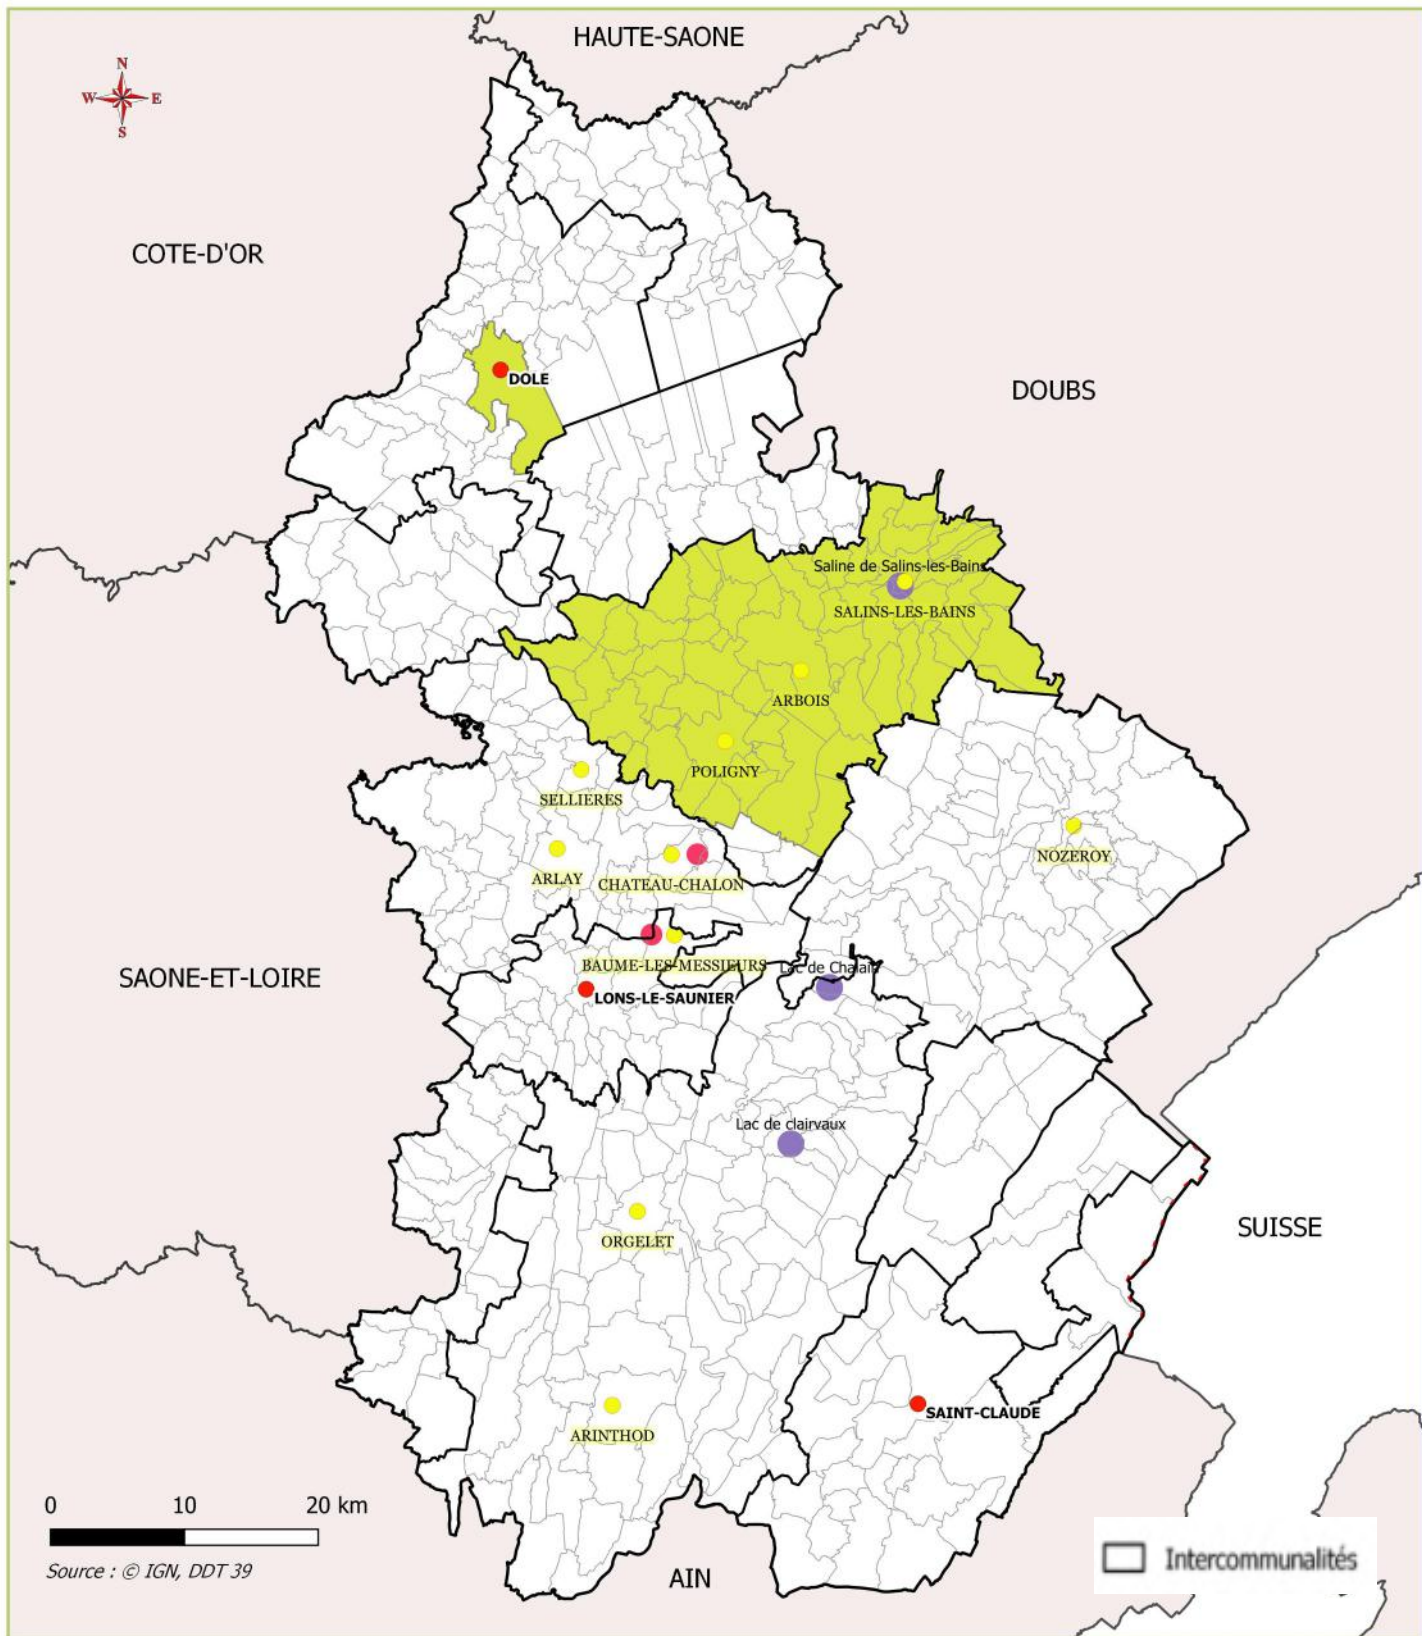 HAUTE-SAONE
N
W E
S
COTE-D'OR
DOLE
DOUBS
Saline de Salins-les-Bains
SALINS-LES-BAINS
ARBOIS
POLIGNY
SELLIERES
NOZEROY
ARLAY
CHATEAU-CHALON
BAUME-LES-MESSIEURS
Lac de Chalain
SAONE-ET-LOIRE
LONS-LE-SAUNIER
Lac de clairvaux
ORGELET
SUISSE
SAINT-CLAUDE
ARINTHOD
0 10 20 km
Source : © IGN, DDT 39
AIN
Intercommunalités